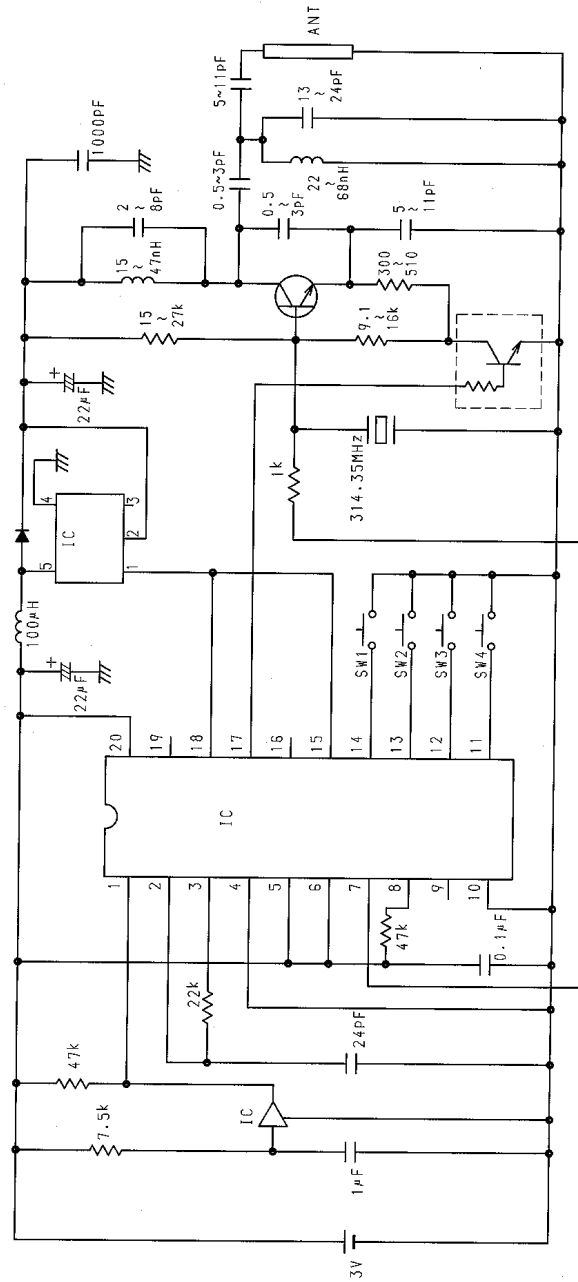 3V
7.5k
1μF
IC
47k
22k
24PF
47k
0.1μF
1
2
3
4
5
6
7
8
9
10
IC
20
19
18
17
16
15
14
13
12
11
22μF
+
100μH
5
4
IC
1
2
3
22μF
+
SW1
SW2
SW3
SW4
1k
314.35MHz
15
~
27k
9.1
~
16k
15
~
47nH
2
~
8pF
1000PF
300
~
510
0.5
~
3pF
5
~
11pF
0.5~3pF
22
~
68nH
13
~
24pF
5~11pF
ANT